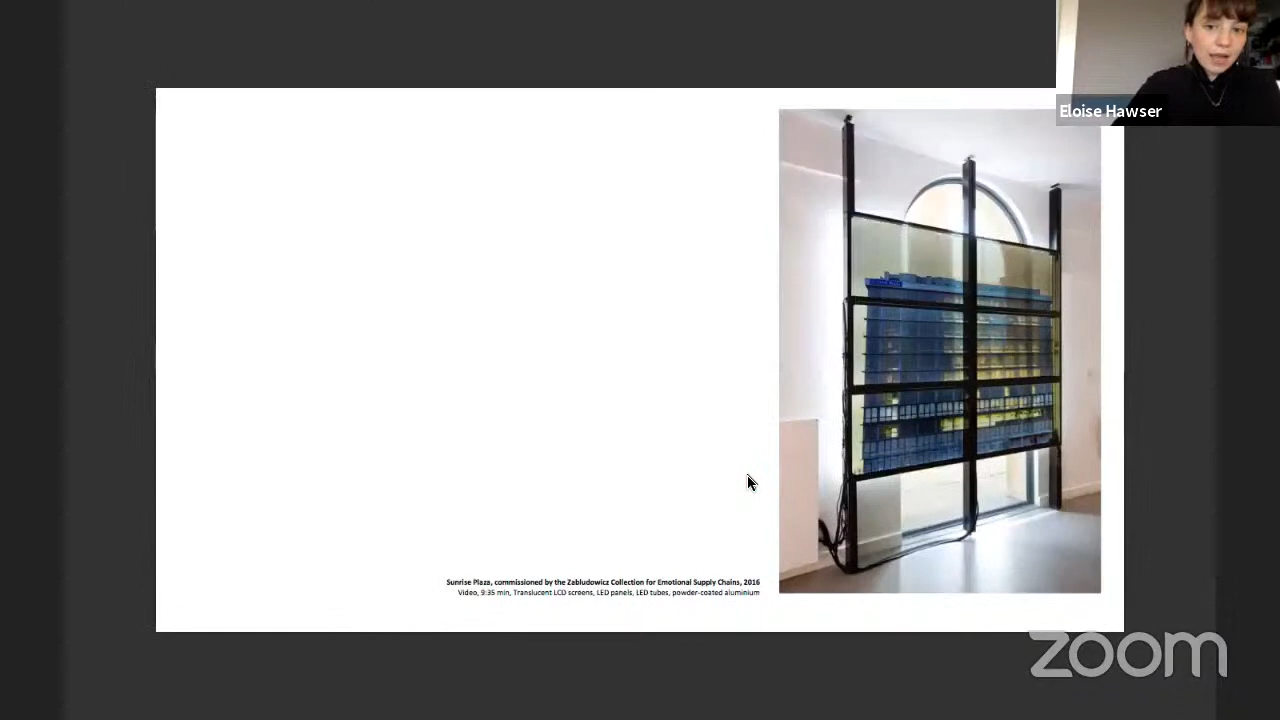 Eloise Hawser
Sunrise Plaza, commissioned by the Zabludowicz Collection for Emotional Supply Chains, 2016
Video, 9:35 min, Translucent LCD screens, LED panels, LED tubes, powder-coated aluminium
zoom